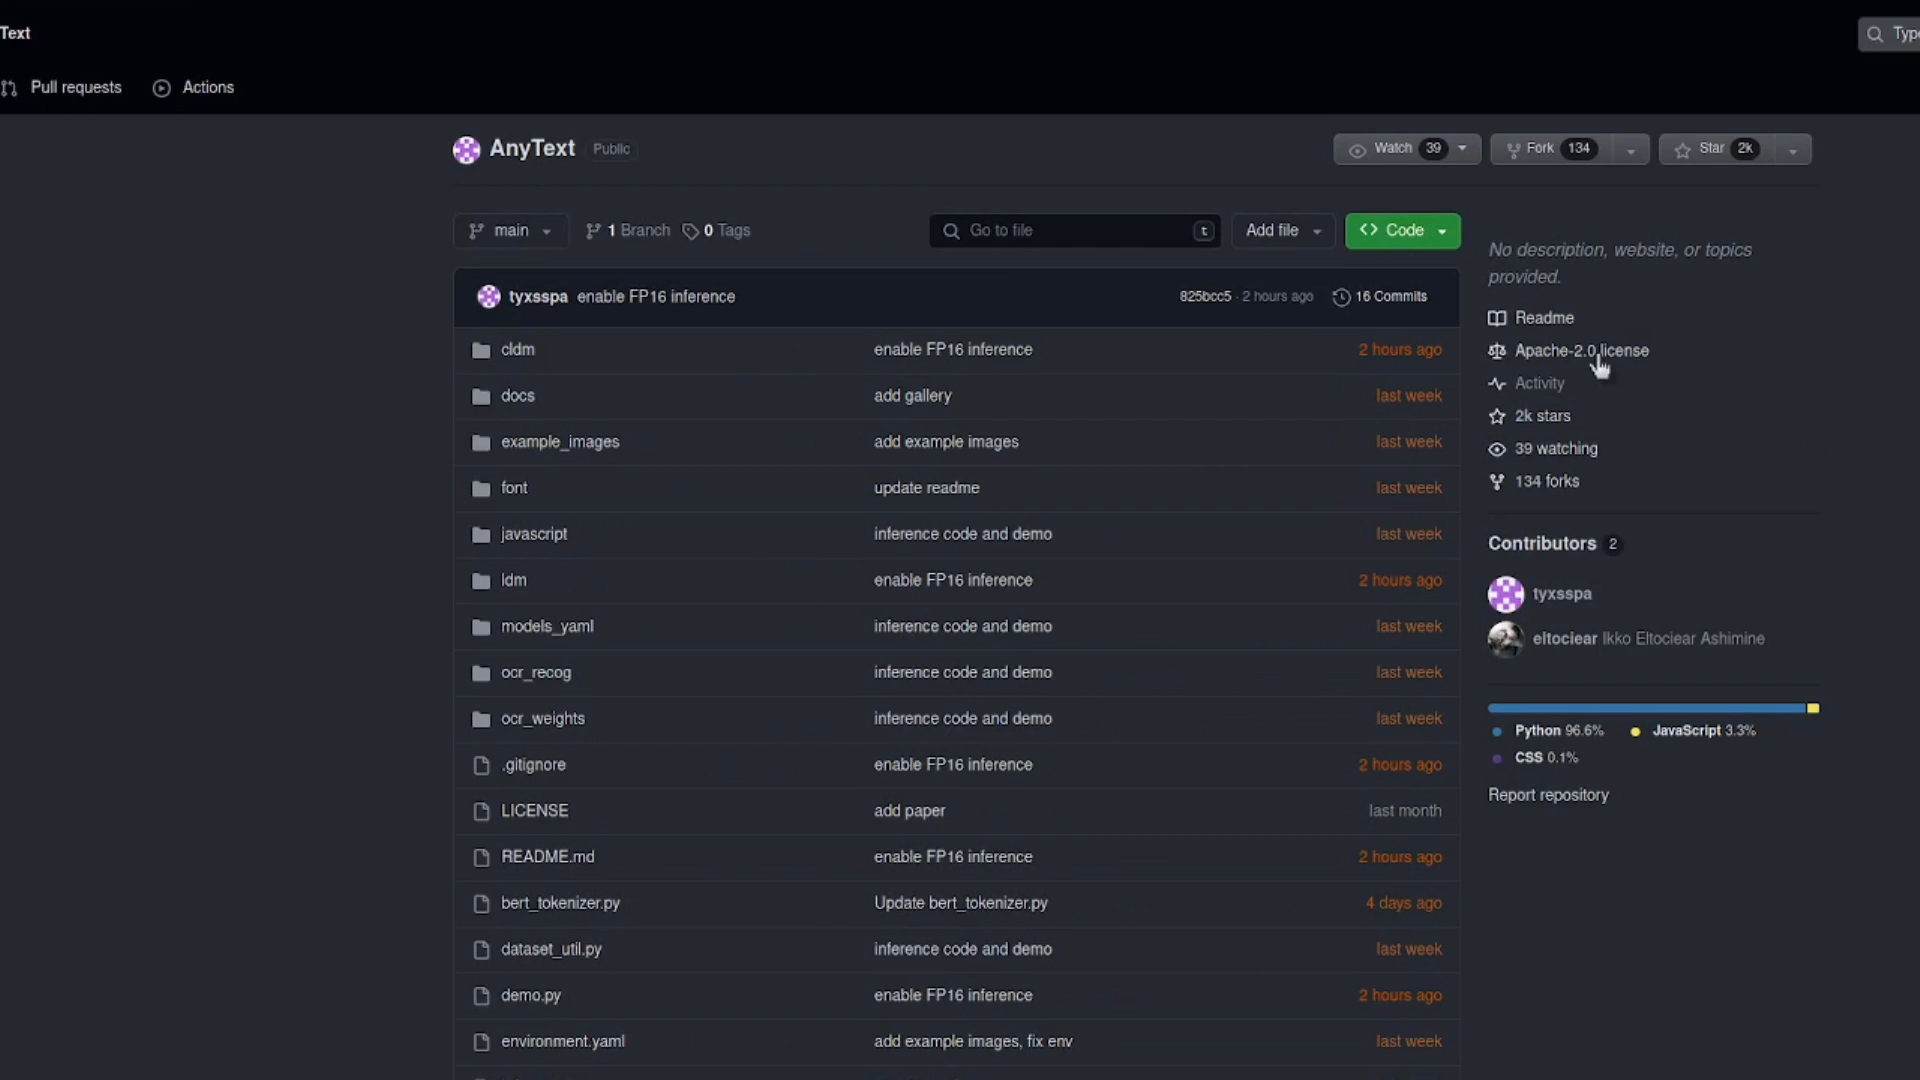 Text
Type
Pull requests
Actions
AnyText Public
Watch 39 Fork 134 Star 2k
main 1 Branch 0 Tags Go to file t Add file Code
No description, website, or topics
provided.
tyxsspa enable FP16 inference 825bcc5 · 2 hours ago 16 Commits
Readme
cldm enable FP16 inference 2 hours ago
Apache-2.0 license
Activity
docs add gallery last week
2k stars
example_images add example images last week
39 watching
134 forks
font update readme last week
javascript inference code and demo last week
Contributors 2
ldm enable FP16 inference 2 hours ago
tyxsspa
models_yaml inference code and demo last week
eltociear Ikko Eltociear Ashimine
ocr_recog inference code and demo last week
ocr_weights inference code and demo last week
Python 96.6% JavaScript 3.3%
CSS 0.1%
.gitignore enable FP16 inference 2 hours ago
Report repository
LICENSE add paper last month
README.md enable FP16 inference 2 hours ago
bert_tokenizer.py Update bert_tokenizer.py 4 days ago
dataset_util.py inference code and demo last week
demo.py enable FP16 inference 2 hours ago
environment.yaml add example images, fix env last week